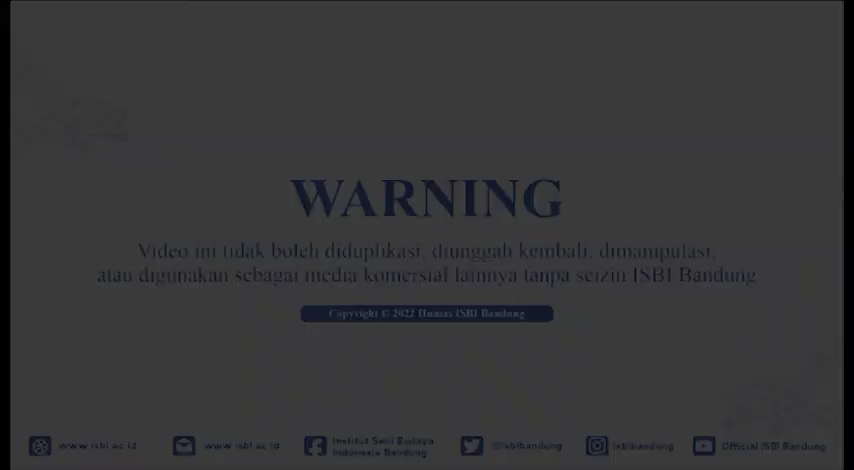 WARNING
Video ini tidak boleh diduplikasi, diunggah kembali, dimanipulasi,
atau digunakan sebagai media komersial lainnya tanpa seizin ISBI Bandung
Copyright © 2022 Humas ISBI Bandung
www.isbi.ac.id
www.isbi.ac.id
Institut Seni Budaya
Indonesia Bandung
@isbibandung
isbibandung
Official ISBI Bandung